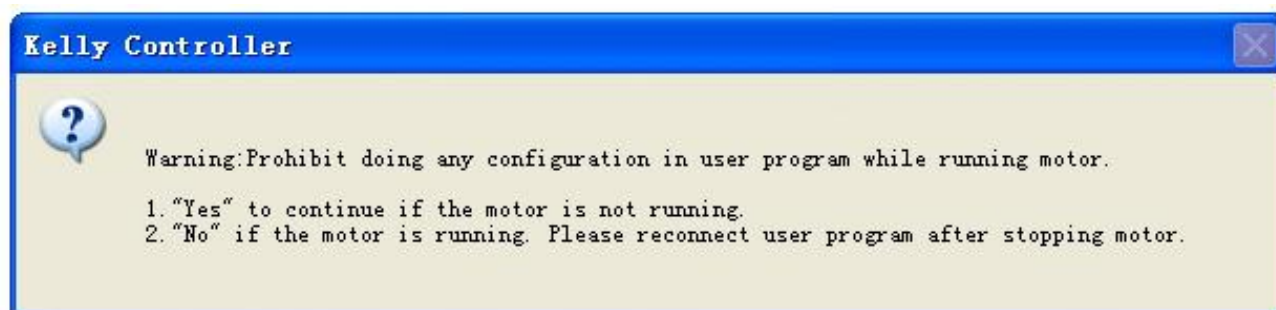 Kelly Controller
?
Warning:Prohibit doing any configuration in user program while running motor.
1."Yes" to continue if the motor is not running.
2."No" if the motor is running. Please reconnect user program after stopping motor.